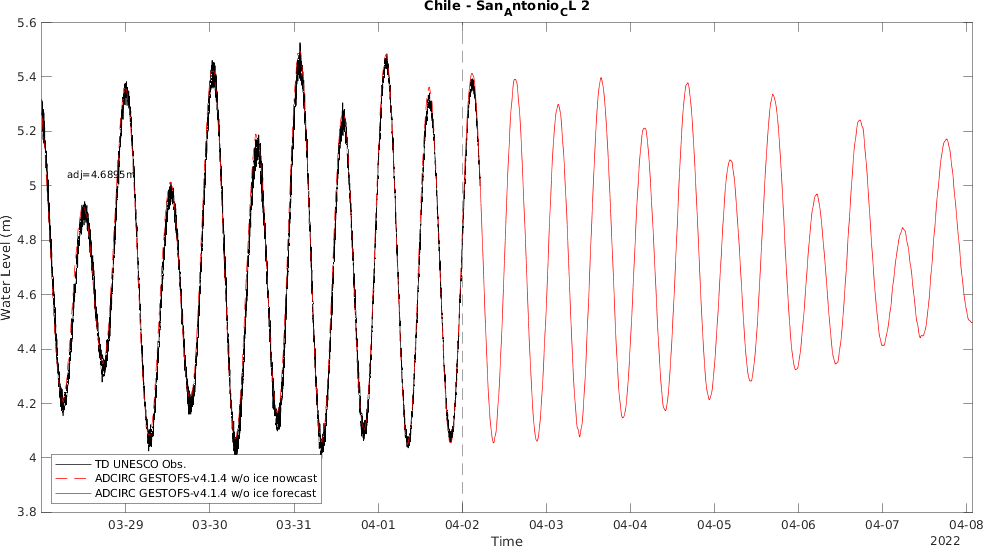 Chile - SanAntonioCL 2
5.6
5.4
5.2
5
4.8
4.6
4.4
4.2
4
3.8
Water Level (m)
adj=4.6895m
TD UNESCO Obs.
ADCIRC GESTOFS-v4.1.4 w/o ice nowcast
ADCIRC GESTOFS-v4.1.4 w/o ice forecast
03-29 03-30 03-31 04-01 04-02 04-03 04-04 04-05 04-06 04-07 04-08
Time
2022